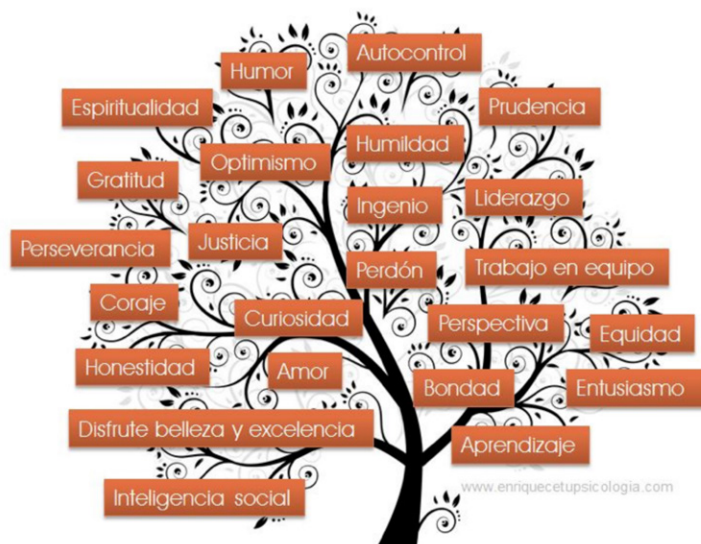 Autocontrol
Humor
Espiritualidad
Prudencia
Humildad
Optimismo
Gratitud
Ingenio
Liderazgo
Justicia
Perseverancia
Perdón
Trabajo en equipo
Coraje
Curiosidad
Perspectiva
Equidad
Honestidad
Amor
Bondad
Entusiasmo
Disfrute belleza y excelencia
Aprendizaje
Inteligencia social
www.enriquecetupsicologia.com